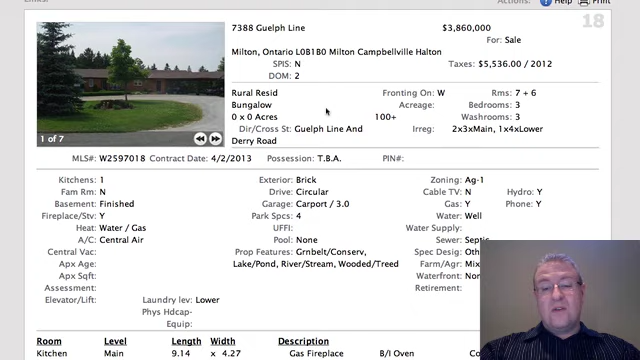 Links:
Actions: Help Print
18
7388 Guelph Line $3,860,000
For: Sale
Milton, Ontario L0B1B0 Milton Campbellville Halton
SPIS: N Taxes: $5,536.00 / 2012
DOM: 2
Rural Resid Fronting On: W Rms: 7 + 6
Bungalow Acreage: Bedrooms: 3
0 x 0 Acres 100+ Washrooms: 3
Dir/Cross St: Guelph Line And Irreg: 2x3xMain, 1x4xLower
Derry Road
1 of 7
MLS#: W2597018 Contract Date: 4/2/2013 Possession: T.B.A. PIN#:
Kitchens: 1 Exterior: Brick Zoning: Ag-1
Fam Rm: N Drive: Circular Cable TV: N Hydro: Y
Basement: Finished Garage: Carport / 3.0 Gas: Y Phone: Y
Fireplace/Stv: Y Park Spcs: 4 Water: Well
Heat: Water / Gas UFFI: Water Supply:
A/C: Central Air Pool: None Sewer: Septic
Central Vac: Prop Features: Grnbelt/Conserv, Spec Desig: Oth
Apx Age: Lake/Pond, River/Stream, Wooded/Treed Farm/Agr: Mix
Apx Sqft: Waterfront: Non
Assessment: Retirement:
Elevator/Lift: Laundry lev: Lower
Phys Hdcap-
Equip:
Room Level Length Width Description
Kitchen Main 9.14 x 4.27 Gas Fireplace B/I Oven